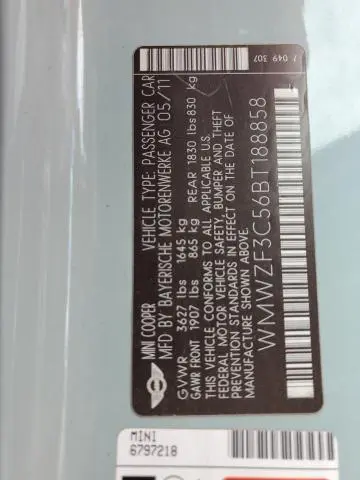 MINI COOPER VEHICLE TYPE: PASSENGER CAR
MFD BY BAYERISCHE MOTORENWERKE AG 05/11
GVWR 3627 lbs 1645 kg
GAWR FRONT 1907 lbs 865 kg REAR 1830 lbs 830 kg
THIS VEHICLE CONFORMS TO ALL APPLICABLE U.S.
FEDERAL MOTOR VEHICLE SAFETY, BUMPER AND THEFT
PREVENTION STANDARDS IN EFFECT ON THE DATE OF
MANUFACTURE SHOWN ABOVE.
WMWZF3C56BT188858
7 049 307
MINI
6797218